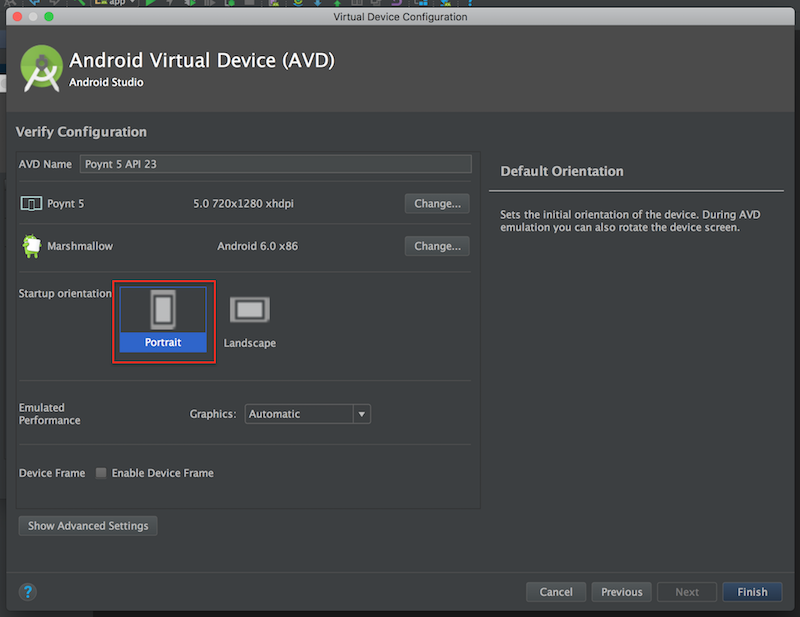 app
Virtual Device Configuration
Android Virtual Device (AVD)
Android Studio
Verify Configuration
AVD Name
Poynt 5 API 23
Poynt 5
5.0 720x1280 xhdpi
Change...
Marshmallow
Android 6.0 x86
Change...
Startup orientation
Portrait
Landscape
Emulated
Performance
Graphics:
Automatic
Device Frame
Enable Device Frame
Show Advanced Settings
Default Orientation
Sets the initial orientation of the device. During AVD
emulation you can also rotate the device screen.
?
Cancel
Previous
Next
Finish